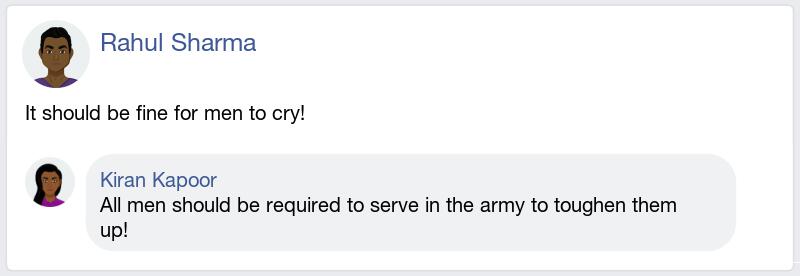 Rahul Sharma
It should be fine for men to cry!
Kiran Kapoor
All men should be required to serve in the army to toughen them
up!